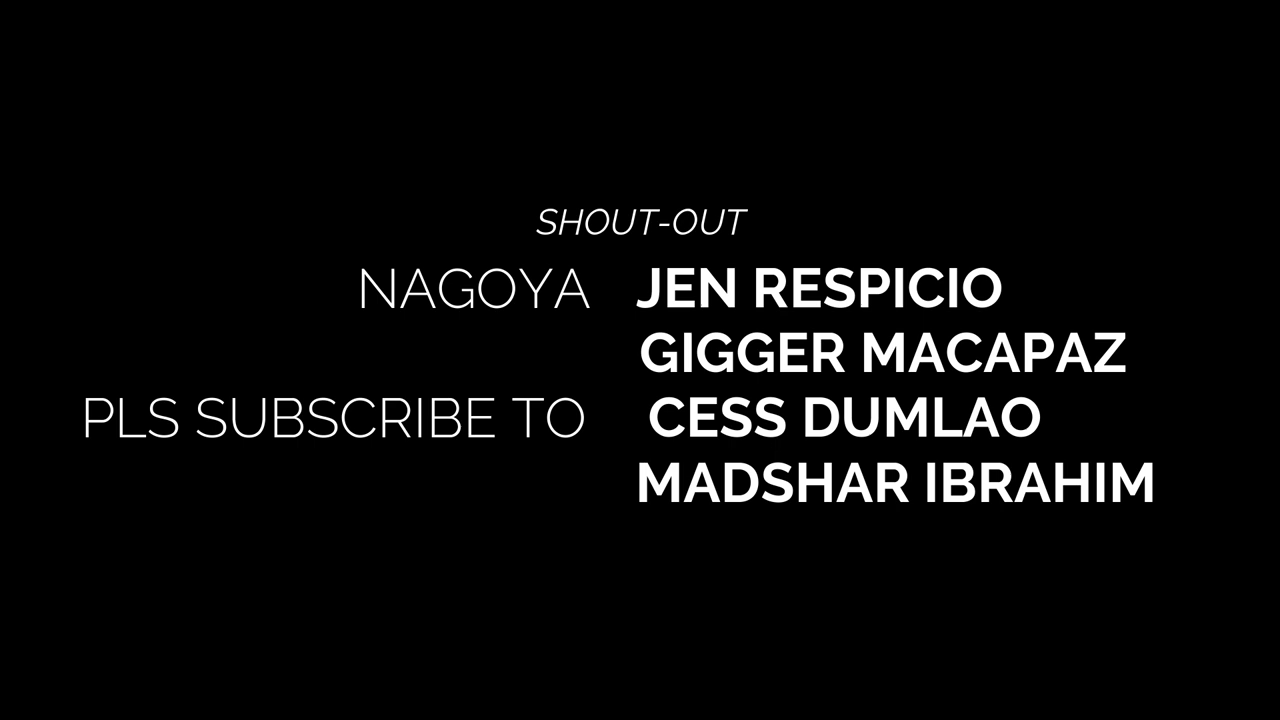 SHOUT-OUT
NAGOYA JEN RESPICIO
GIGGER MACAPAZ
PLS SUBSCRIBE TO CESS DUMLAO
MADSHAR IBRAHIM